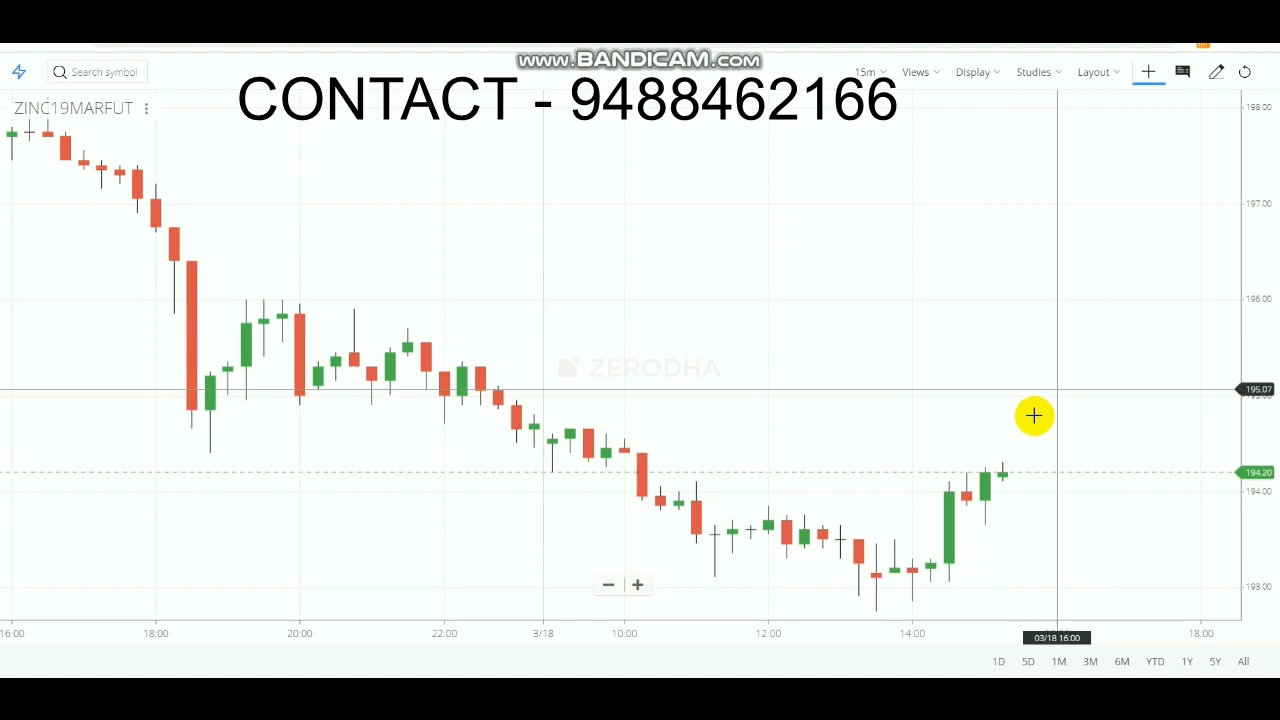 www.BANDICAM.com
Search symbol
15m Views Display Studies Layout
CONTACT - 9488462166
ZINC19MARFUT
198.00
197.00
196.00
ZERODHA
195.07
194.20
194.00
193.00
16:00 18:00 20:00 22:00 3/18 10:00 12:00 14:00 18:00
03/18 16:00
1D 5D 1M 3M 6M YTD 1Y 5Y All